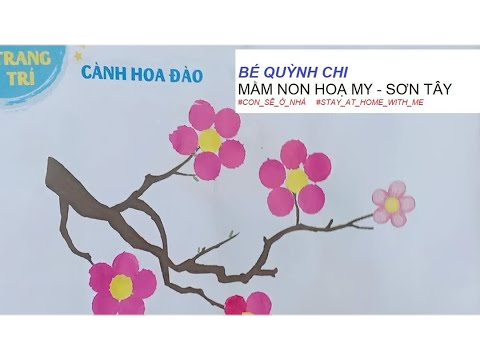 TRANG
TRÍ
CÀNH HOA ĐÀO
BÉ QUỲNH CHI
MẦM NON HOẠ MY - SƠN TÂY
#CON_SẼ_Ở_NHÀ #STAY_AT_HOME_WITH_ME